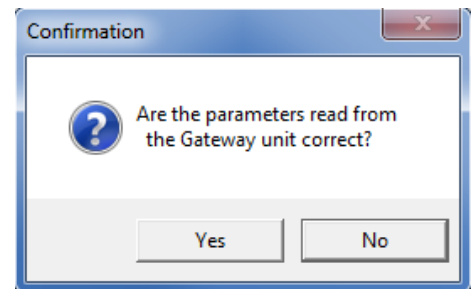 Confirmation
Are the parameters read from
the Gateway unit correct?
Yes
No